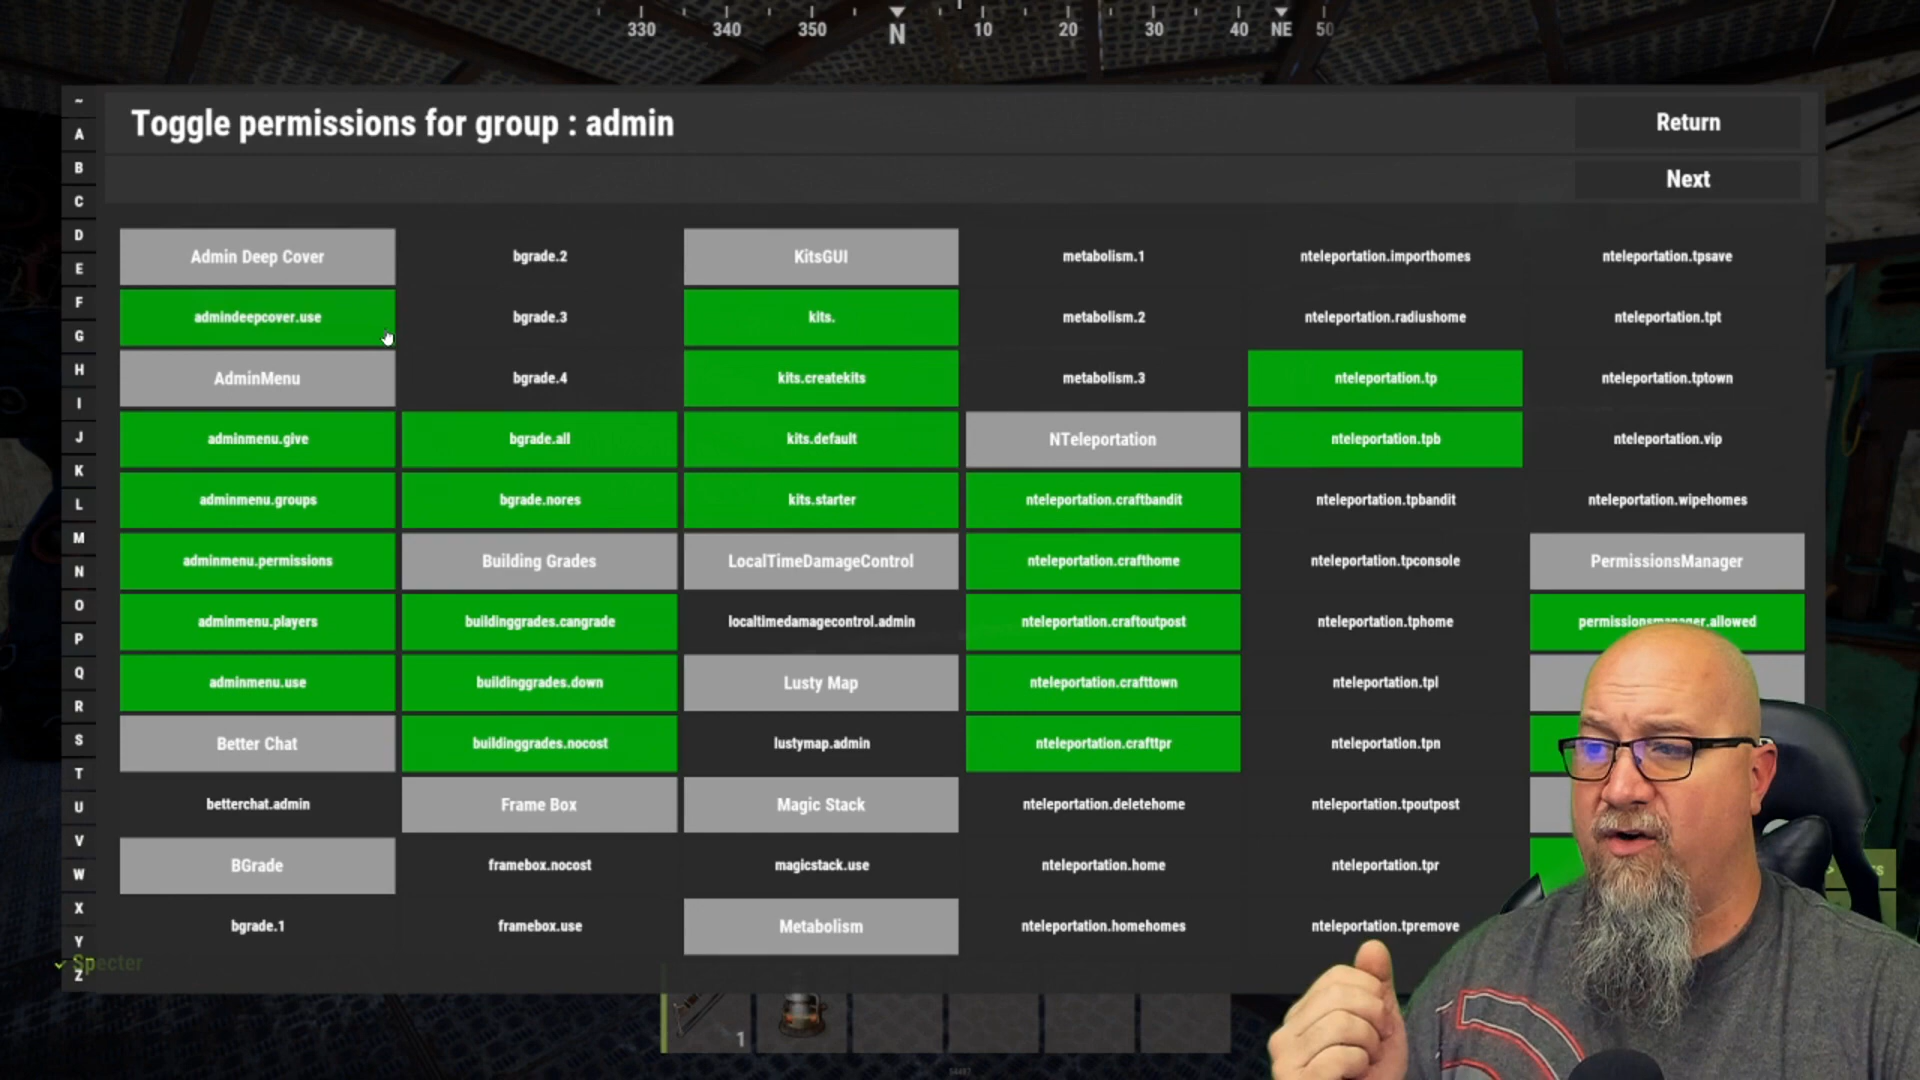 330 340 350 N 10 20 30 40 NE 50
Toggle permissions for group : admin
Return
Next
~
A
B
C
D
E
F
G
H
I
J
K
L
M
N
O
P
Q
R
S
T
U
V
W
X
Y
Z
Admin Deep Cover
admindeepcover.use
AdminMenu
adminmenu.give
adminmenu.groups
adminmenu.permissions
adminmenu.players
adminmenu.use
Better Chat
betterchat.admin
BGrade
bgrade.1
bgrade.2
bgrade.3
bgrade.4
bgrade.all
bgrade.nores
Building Grades
buildinggrades.cangrade
buildinggrades.down
buildinggrades.nocost
Frame Box
framebox.nocost
framebox.use
KitsGUI
kits.
kits.createkits
kits.default
kits.starter
LocalTimeDamageControl
localtimedamagecontrol.admin
Lusty Map
lustymap.admin
Magic Stack
magicstack.use
Metabolism
metabolism.1
metabolism.2
metabolism.3
NTeleportation
nteleportation.craftbandit
nteleportation.crafthome
nteleportation.craftoutpost
nteleportation.crafttown
nteleportation.crafttpr
nteleportation.deletehome
nteleportation.home
nteleportation.homehomes
nteleportation.importhomes
nteleportation.radiushome
nteleportation.tp
nteleportation.tpb
nteleportation.tpbandit
nteleportation.tpconsole
nteleportation.tphome
nteleportation.tpl
nteleportation.tpn
nteleportation.tpoutpost
nteleportation.tpr
nteleportation.tpremove
nteleportation.tpsave
nteleportation.tpt
nteleportation.tptown
nteleportation.vip
nteleportation.wipehomes
PermissionsManager
permissionsmanager.allowed
Specter
1